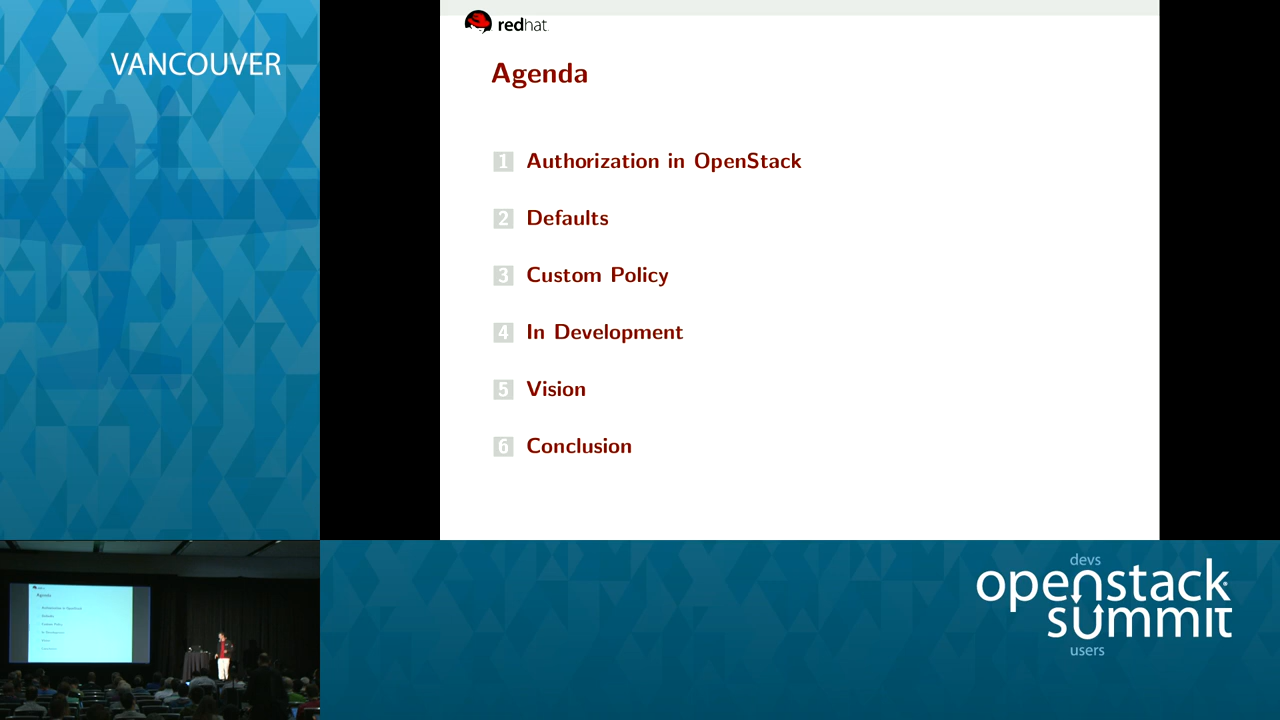 VANCOUVER
redhat.
Agenda
1 Authorization in OpenStack
2 Defaults
3 Custom Policy
4 In Development
5 Vision
6 Conclusion
devs
openstack
summit
users
Agenda